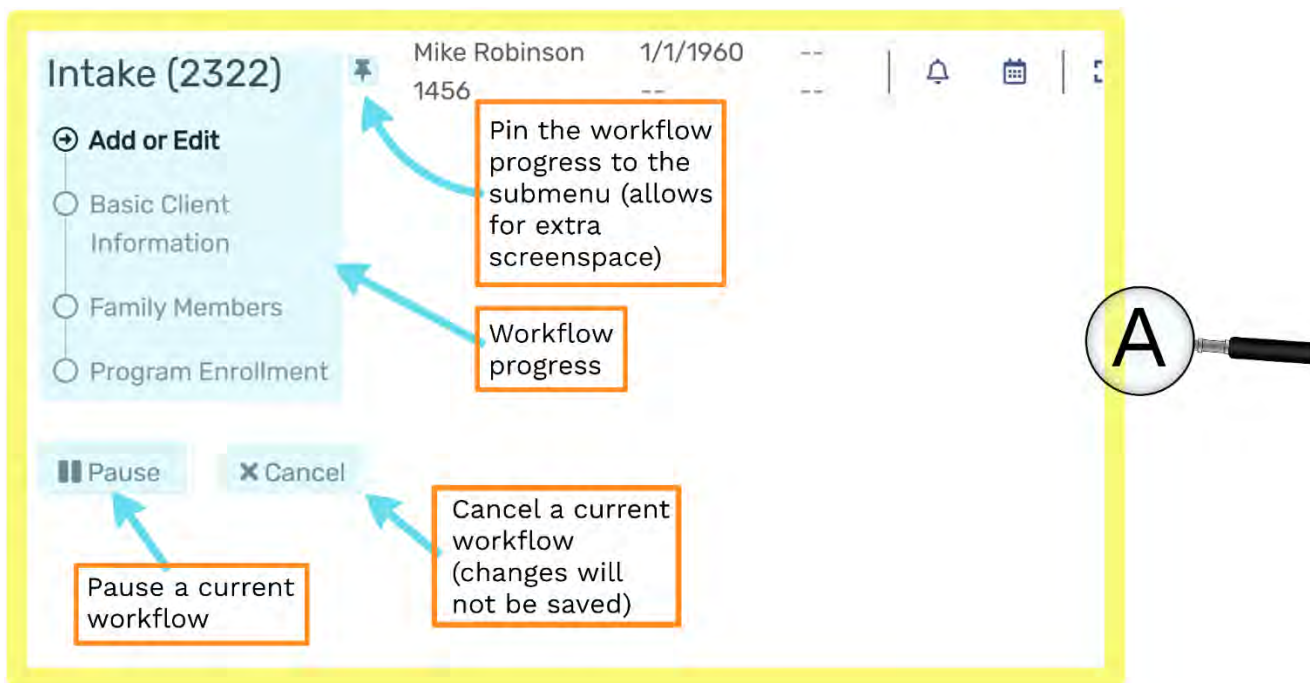 Intake (2322)
Mike Robinson 1/1/1960 --
1456 -- --
Add or Edit
Basic Client
Information
Family Members
Program Enrollment
Pin the workflow
progress to the
submenu (allows
for extra
screenspace)
Workflow
progress
Pause
Cancel
Pause a current
workflow
Cancel a current
workflow
(changes will
not be saved)
A